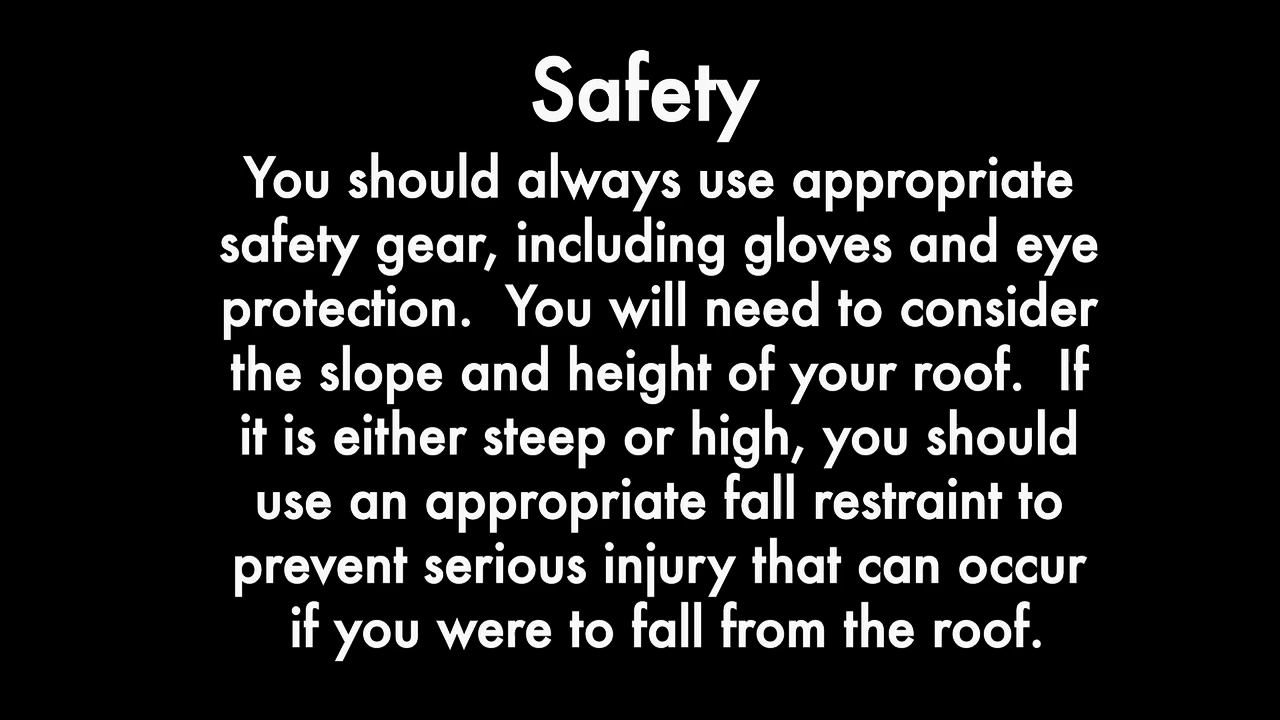 Safety
You should always use appropriate
safety gear, including gloves and eye
protection.  You will need to consider
the slope and height of your roof.  If
it is either steep or high, you should
use an appropriate fall restraint to
prevent serious injury that can occur
if you were to fall from the roof.